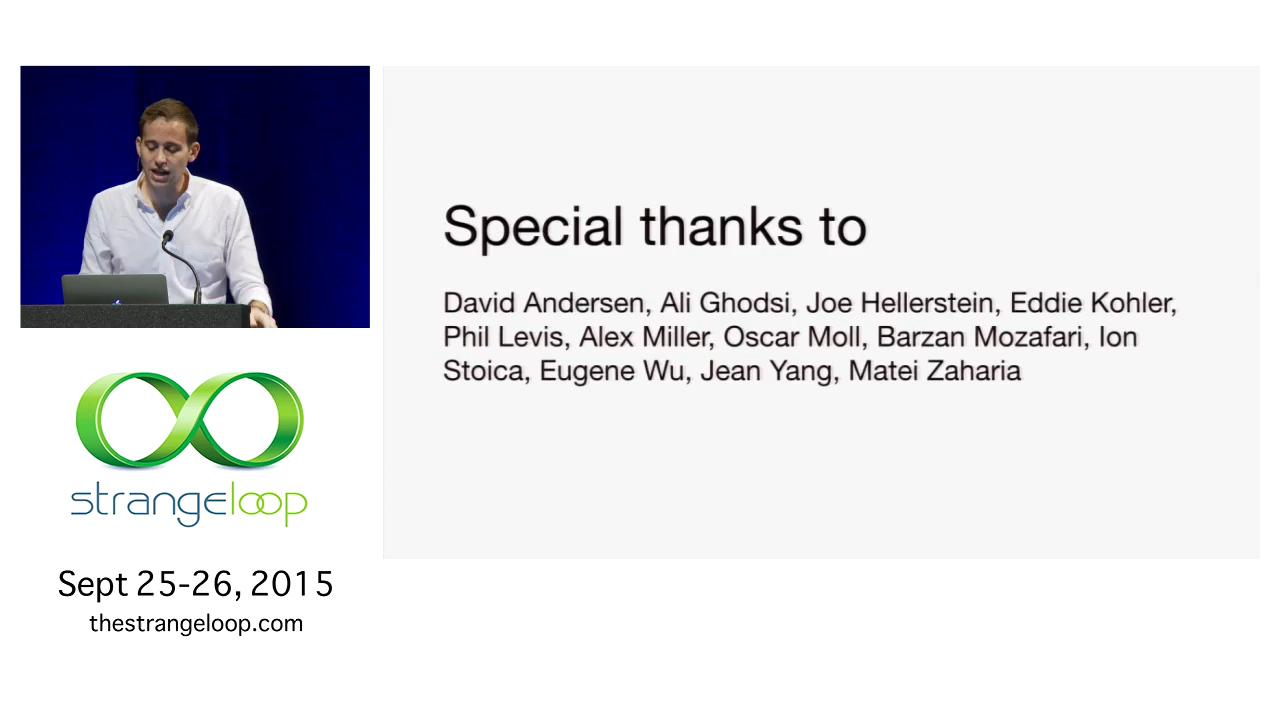 Special thanks to
David Andersen, Ali Ghodsi, Joe Hellerstein, Eddie Kohler,
Phil Levis, Alex Miller, Oscar Moll, Barzan Mozafari, Ion
Stoica, Eugene Wu, Jean Yang, Matei Zaharia
strangeloop
Sept 25-26, 2015
thestrangeloop.com